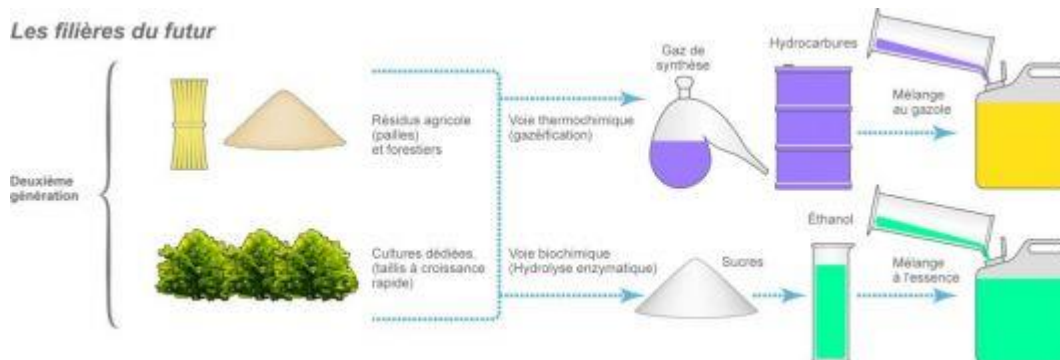 Les filières du futur
Deuxième
génération
Résidus agricole
(pailles)
et forestiers
Cultures dédiées,
(taillis à croissance
rapide)
Voie thermochimique
(gazéification)
Voie biochimique
(Hydrolyse enzymatique)
Gaz de
synthèse
Hydrocarbures
Mélange
au gazole
Sucres
Éthanol
Mélange
à l'essence